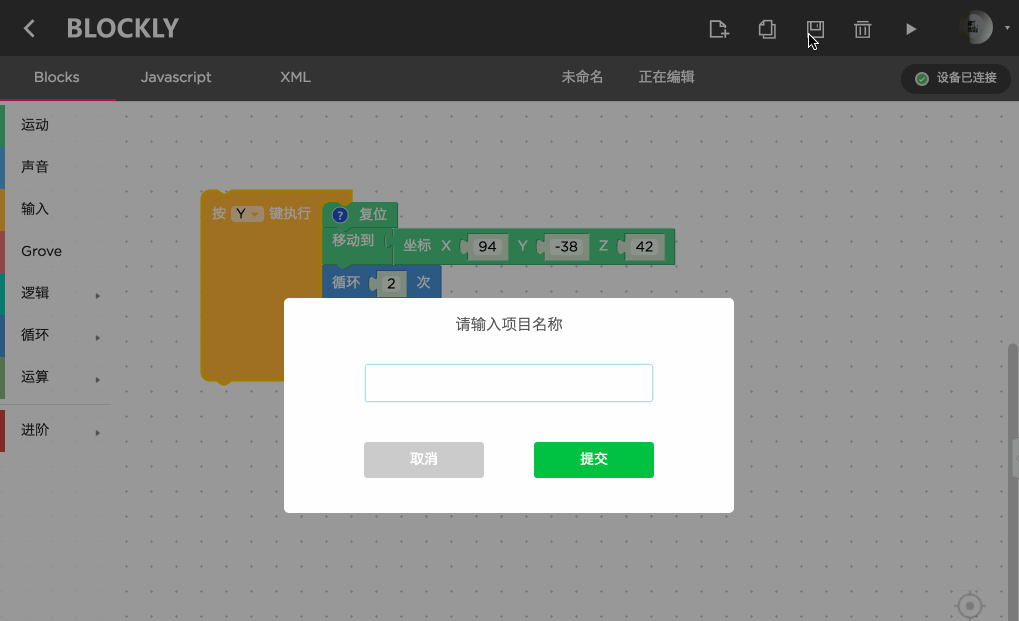 BLOCKLY
Blocks Javascript XML 未命名 正在编辑 设备已连接
运动
声音
输入
Grove
逻辑
循环
运算
进阶
按 Y 键执行
? 复位
移动到 坐标 X 94 Y -38 Z 42
循环 2 次
请输入项目名称
取消 提交